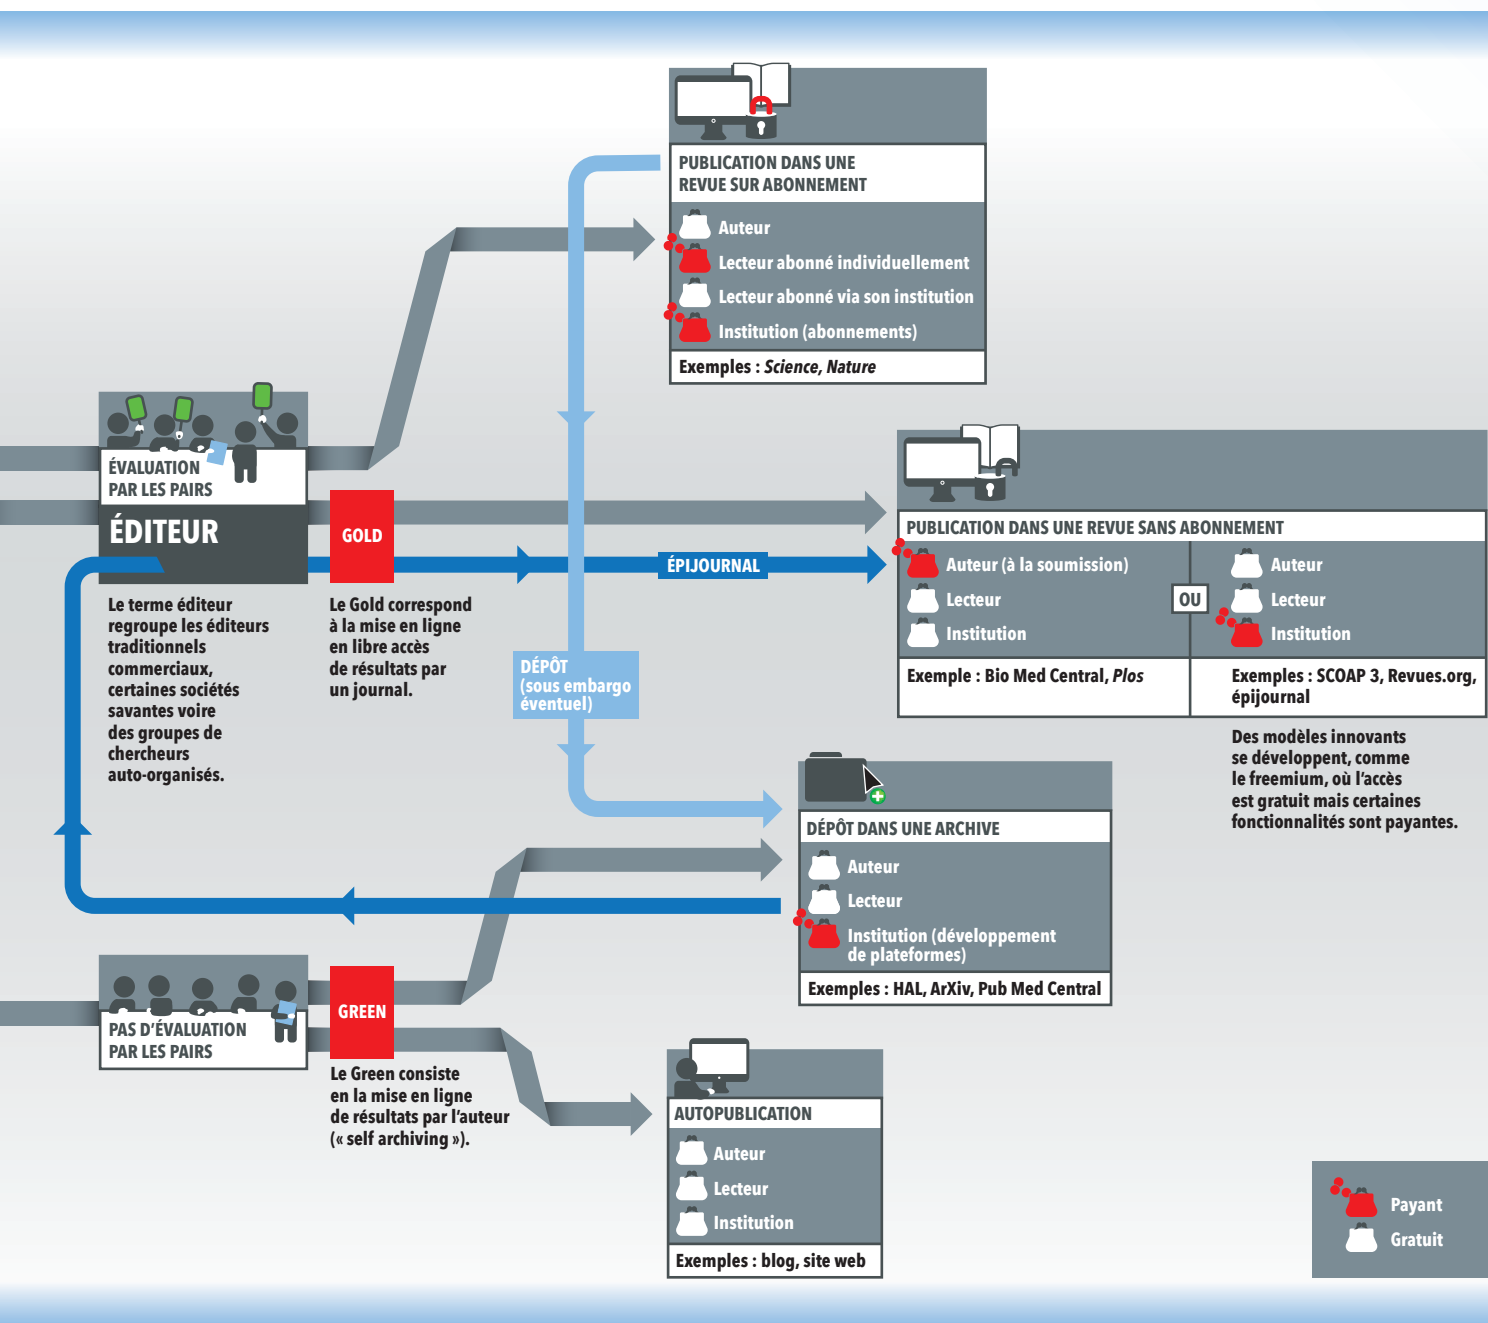 PUBLICATION DANS UNE
REVUE SUR ABONNEMENT
Auteur
Lecteur abonné individuellement
Lecteur abonné via son institution
Institution (abonnements)
Exemples : Science, Nature
ÉVALUATION
PAR LES PAIRS
ÉDITEUR
Le terme éditeur
regroupe les éditeurs
traditionnels
commerciaux,
certaines sociétés
savantes voire
des groupes de
chercheurs
auto-organisés.
GOLD
Le Gold correspond
à la mise en ligne
en libre accès
de résultats par
un journal.
ÉPIJOURNAL
DÉPÔT
(sous embargo
éventuel)
PUBLICATION DANS UNE REVUE SANS ABONNEMENT
Auteur (à la soumission)
Lecteur
Institution
Exemple : Bio Med Central, Plos
OU
Auteur
Lecteur
Institution
Exemples : SCOAP 3, Revues.org,
épijournal
Des modèles innovants
se développent, comme
le freemium, où l'accès
est gratuit mais certaines
fonctionnalités sont payantes.
DÉPÔT DANS UNE ARCHIVE
Auteur
Lecteur
Institution (développement
de plateformes)
Exemples : HAL, ArXiv, Pub Med Central
PAS D'ÉVALUATION
PAR LES PAIRS
GREEN
Le Green consiste
en la mise en ligne
de résultats par l'auteur
(« self archiving »).
AUTOPUBLICATION
Auteur
Lecteur
Institution
Exemples : blog, site web
Payant
Gratuit